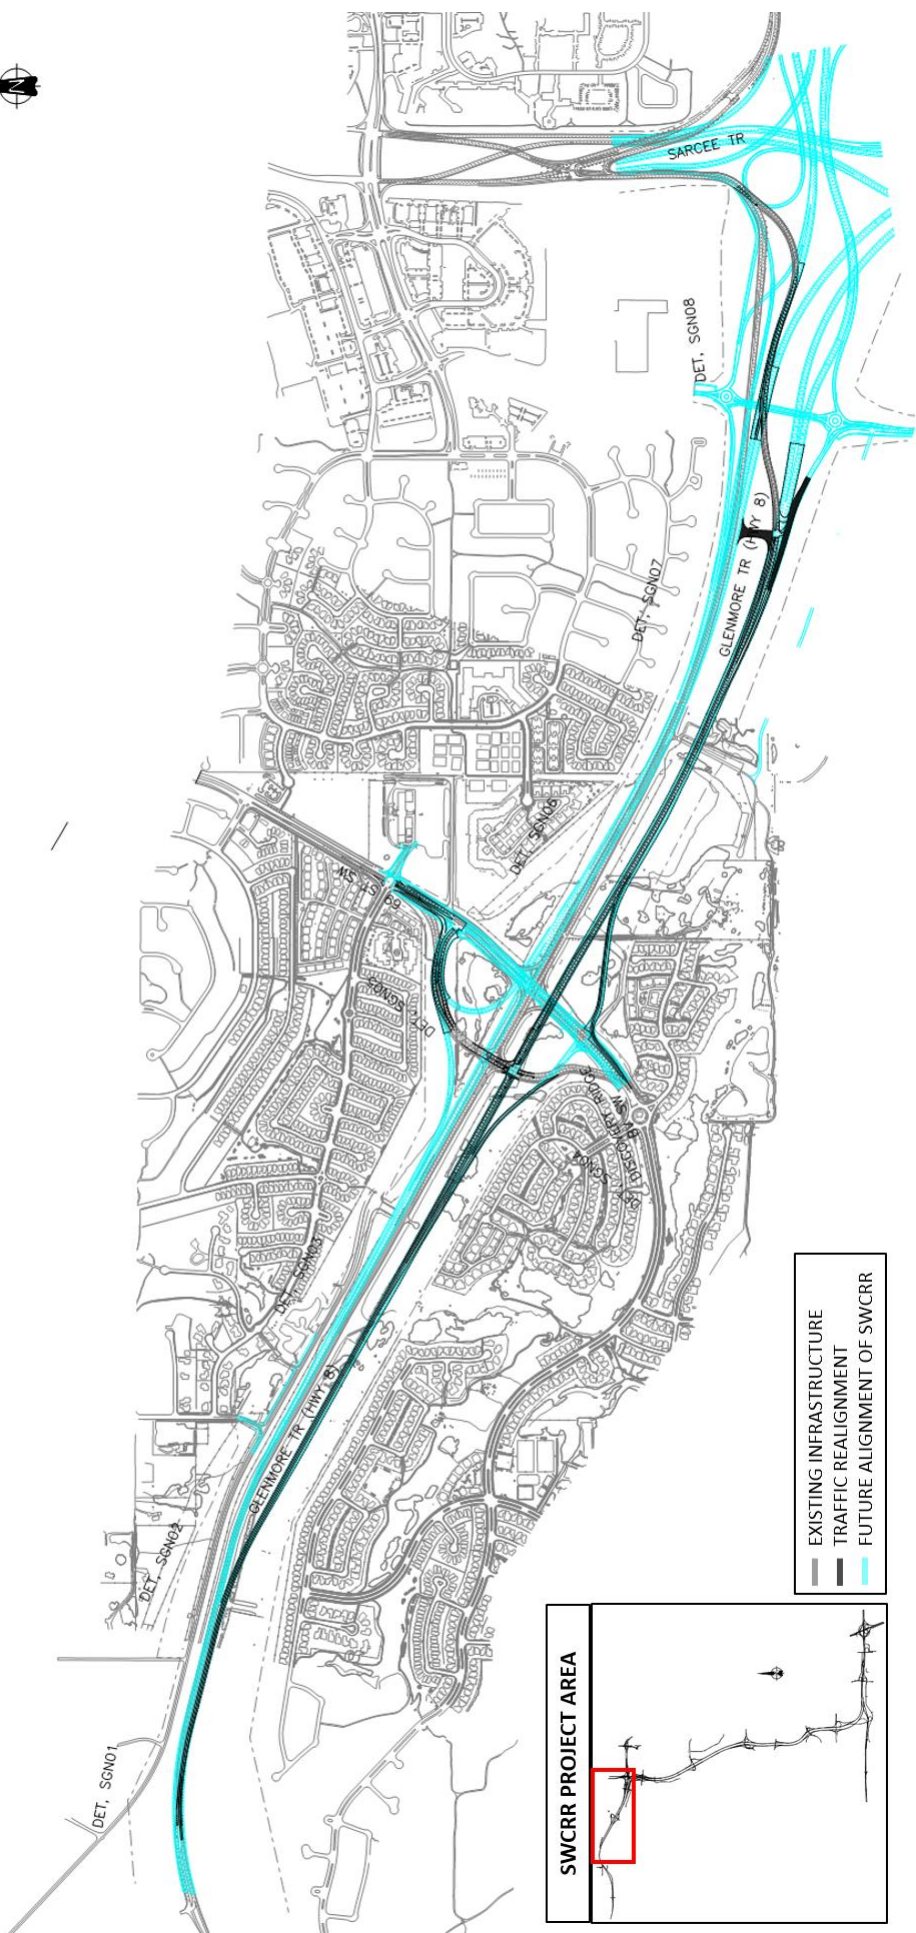 N
SARCEE TR
DET, SGN08
GLENMORE TR (HWY 8)
DET, SGN07
DET, SGN06
69 ST SW
DET, SGN05
DET, SGN04
DISCOVERY RIDGE
BV SW
DET, SGN03
GLENMORE TR (HWY 8)
DET, SGN02
DET, SGN01
EXISTING INFRASTRUCTURE
TRAFFIC REALIGNMENT
FUTURE ALIGNMENT OF SWCRR
SWCRR PROJECT AREA